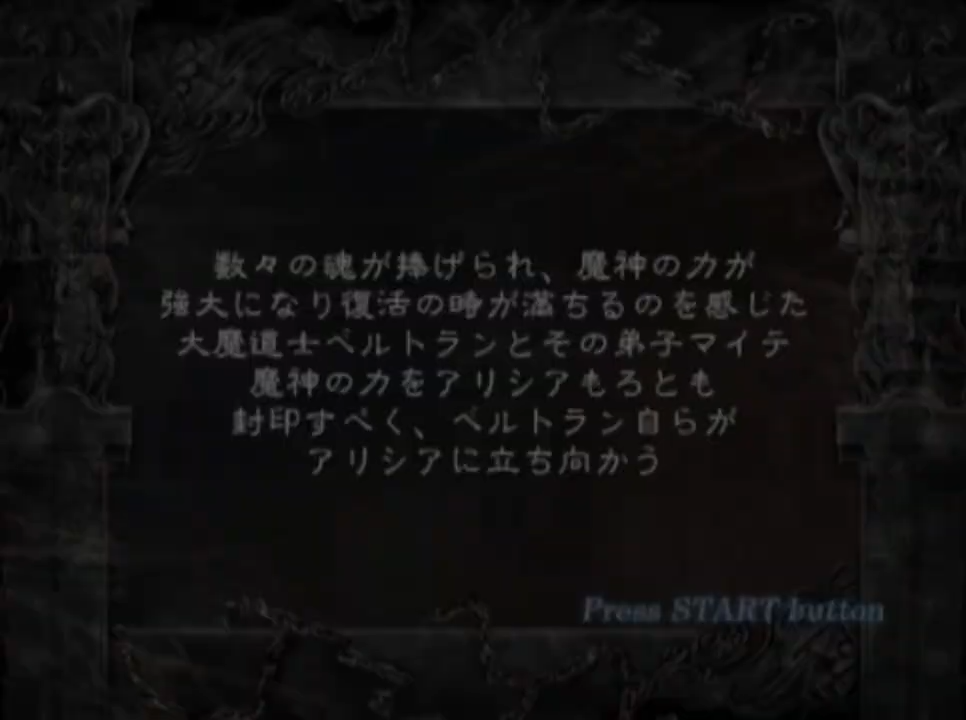 数々の魂が捧げられ、魔神の力が
強大になり復活の時が満ちるのを感じた
大魔道士ベルトランとその弟子マイテ
魔神の力をアリシアもろとも
封印すべく、ベルトラン自らが
アリシアに立ち向かう
Press START button